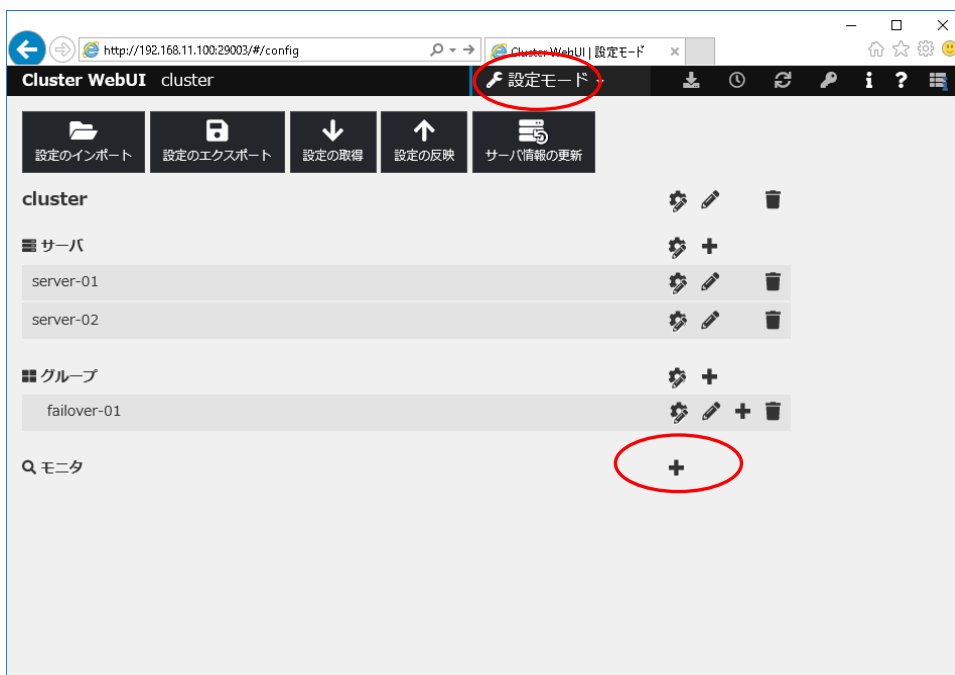 http://192.168.11.100:29003/#/config
Cluster WebUI | 設定モード
Cluster WebUI cluster 設定モード
設定のインポート 設定のエクスポート 設定の取得 設定の反映 サーバ情報の更新
cluster
サーバ
server-01
server-02
グループ
failover-01
モニタ